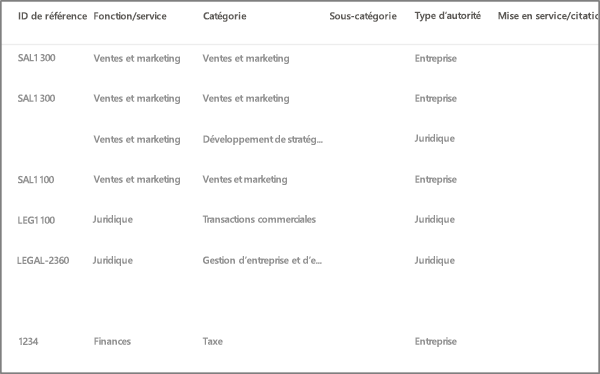 ID de référence Fonction/service Catégorie Sous-catégorie Type d'autorité Mise en service/citatio
SAL1300 Ventes et marketing Ventes et marketing Entreprise
SAL1300 Ventes et marketing Ventes et marketing Entreprise
Ventes et marketing Développement de stratég... Juridique
SAL1100 Ventes et marketing Ventes et marketing Entreprise
LEG1100 Juridique Transactions commerciales Juridique
LEGAL-2360 Juridique Gestion d'entreprise et d'e... Juridique
1234 Finances Taxe Entreprise